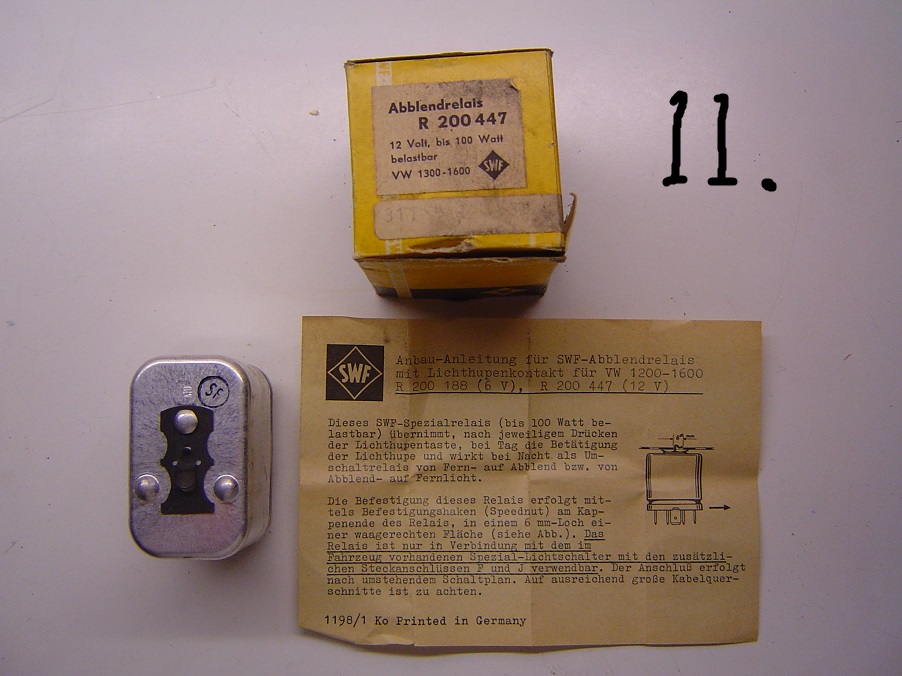 Abblendrelais
R 200 447
12 Volt, bis 100 Watt
belastbar
VW 1300-1600
SWF
311
11.
SF
SWF
Anbau-Anleitung für SWF-Abblendrelais
mit Lichthupenkontakt für VW 1200-1600
R 200 188 (6 V), R 200 447 (12 V)
Dieses SWF-Spezialrelais (bis 100 Watt be-
lastbar) übernimmt, nach jeweiligem Drücken
der Lichthupentaste, bei Tag die Betätigung
der Lichthupe und wirkt bei Nacht als Um-
schaltrelais von Fern- auf Abblend bzw. von
Abblend- auf Fernlicht.
Die Befestigung dieses Relais erfolgt mit-
tels Befestigungshaken (Speednut) am Kap-
penende des Relais, in einem 6 mm-Loch ei-
ner waagerechten Fläche (siehe Abb.). Das
Relais ist nur in Verbindung mit dem im
Fahrzeug vorhandenen Spezial-Lichtschalter mit den zusätzli-
chen Steckanschlüssen F und J verwendbar. Der Anschluß erfolgt
nach umstehendem Schaltplan. Auf ausreichend große Kabelquer-
schnitte ist zu achten.
1198/1 Ko Printed in Germany